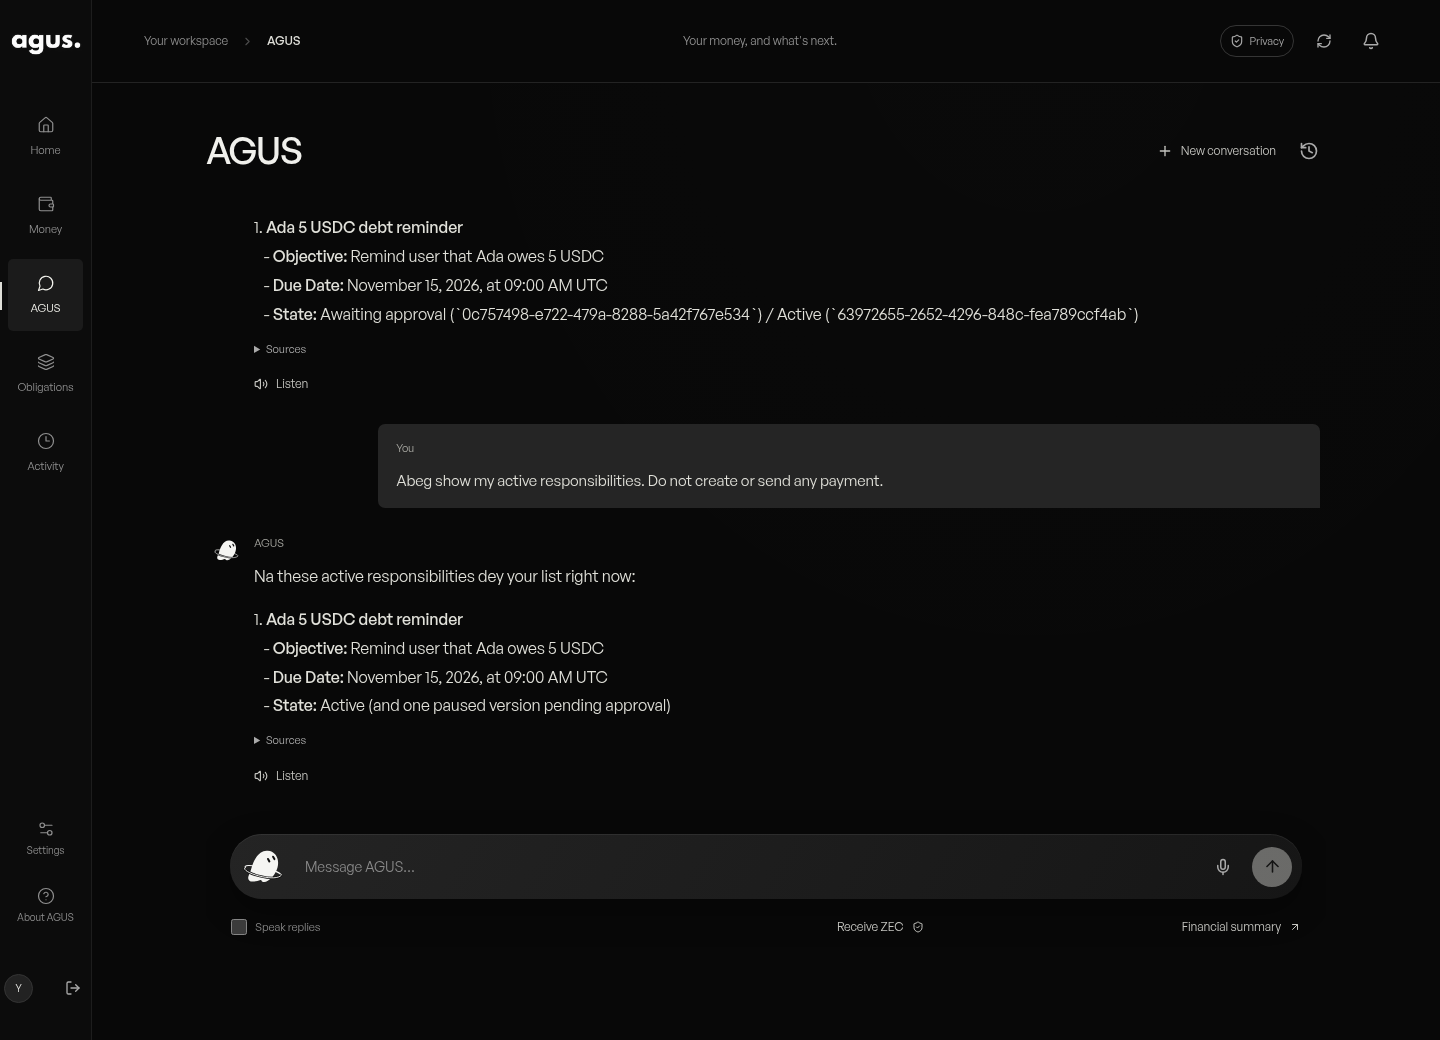 agus.
Your workspace > AGUS
Your money, and what's next.
Privacy
Home
Money
AGUS
Obligations
Activity
Settings
About AGUS
Y
AGUS
New conversation
1. Ada 5 USDC debt reminder
- Objective: Remind user that Ada owes 5 USDC
- Due Date: November 15, 2026, at 09:00 AM UTC
- State: Awaiting approval (`0c757498-e722-479a-8288-5a42f767e534`) / Active (`63972655-2652-4296-848c-fea789ccf4ab`)
Sources
Listen
You
Abeg show my active responsibilities. Do not create or send any payment.
AGUS
Na these active responsibilities dey your list right now:
1. Ada 5 USDC debt reminder
- Objective: Remind user that Ada owes 5 USDC
- Due Date: November 15, 2026, at 09:00 AM UTC
- State: Active (and one paused version pending approval)
Sources
Listen
Message AGUS...
Speak replies
Receive ZEC
Financial summary